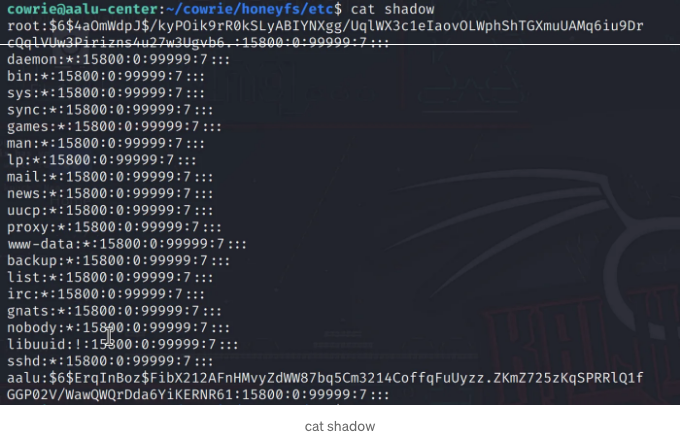 cowrie@aalu-center:~/cowrie/honeyfs/etc$ cat shadow
root:$6$4aOmWdpJ$/kyPOik9rR0kSLyABIYNXgg/UqlWX3c1eIaovOLWphShTGXmuUAMq6iu9Dr
cQqlVUw3Pirizns4u27w3Ugvb6.:15800:0:99999:7:::
daemon:*:15800:0:99999:7:::
bin:*:15800:0:99999:7:::
sys:*:15800:0:99999:7:::
sync:*:15800:0:99999:7:::
games:*:15800:0:99999:7:::
man:*:15800:0:99999:7:::
lp:*:15800:0:99999:7:::
mail:*:15800:0:99999:7:::
news:*:15800:0:99999:7:::
uucp:*:15800:0:99999:7:::
proxy:*:15800:0:99999:7:::
www-data:*:15800:0:99999:7:::
backup:*:15800:0:99999:7:::
list:*:15800:0:99999:7:::
irc:*:15800:0:99999:7:::
gnats:*:15800:0:99999:7:::
nobody:*:15800:0:99999:7:::
libuuid:!:15800:0:99999:7:::
sshd:*:15800:0:99999:7:::
aalu:$6$ErqInBoz$FibX212AFnHMvyZdWW87bq5Cm3214CoffqFuUyzz.ZKmZ725zKqSPRRlQ1f
GGP02V/WawQWQrDda6YiKERNR61:15800:0:99999:7:::
cat shadow